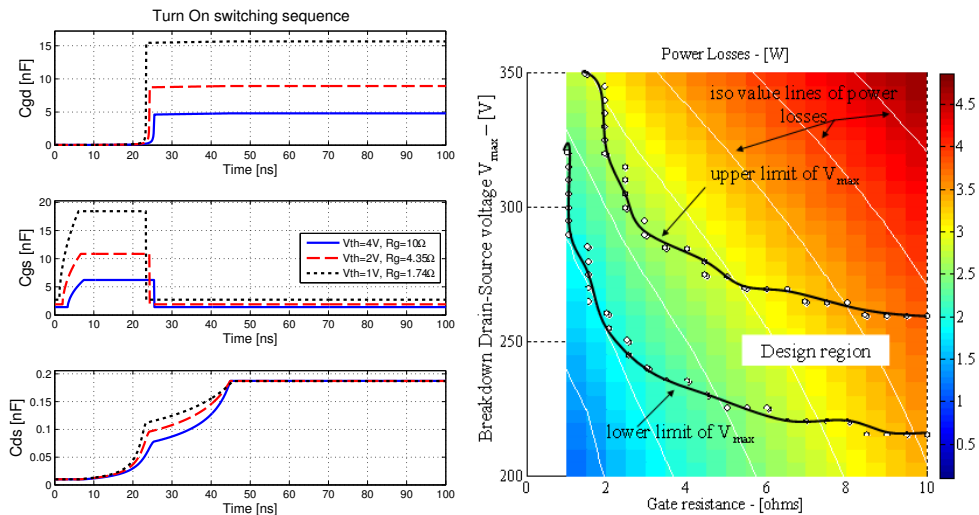 Turn On switching sequence
Cgd [nF]
15
10
5
0
0 10 20 30 40 50 60 70 80 90 100
Time [ns]
Cgs [nF]
20
15
10
5
0
Vth=4V, Rg=10Ω
Vth=2V, Rg=4.35Ω
Vth=1V, Rg=1.74Ω
0 10 20 30 40 50 60 70 80 90 100
Time [ns]
Cds [nF]
0.2
0.15
0.1
0.05
0
0 10 20 30 40 50 60 70 80 90 100
Time [ns]
Power Losses - [W]
Breakdown Drain-Source voltage Vmax – [V]
350
300
250
200
iso value lines of power
losses
upper limit of Vmax
Design region
lower limit of Vmax
0 2 4 6 8 10
Gate resistance - [ohms]
4.5
4
3.5
3
2.5
2
1.5
1
0.5